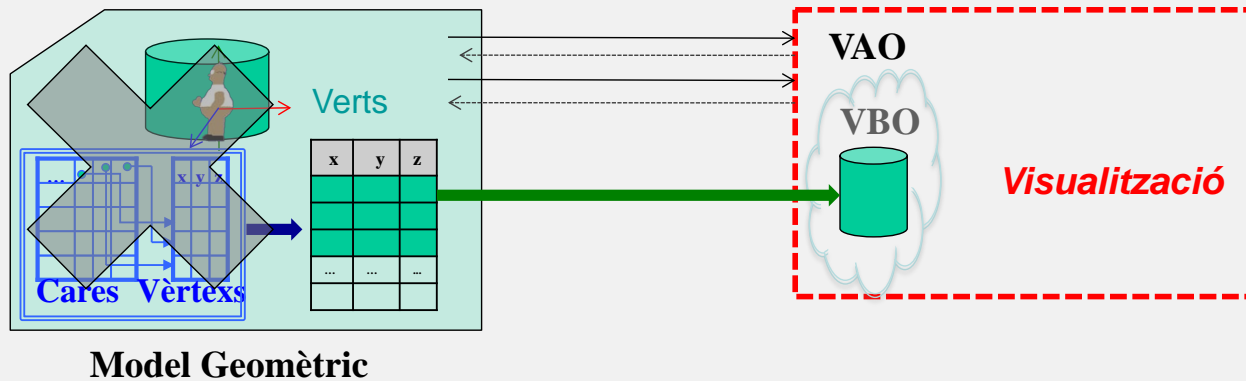 VAO
Verts
VBO
x y z
... x y z
Visualització
... ... ...
Cares Vèrtexs
Model Geomètric